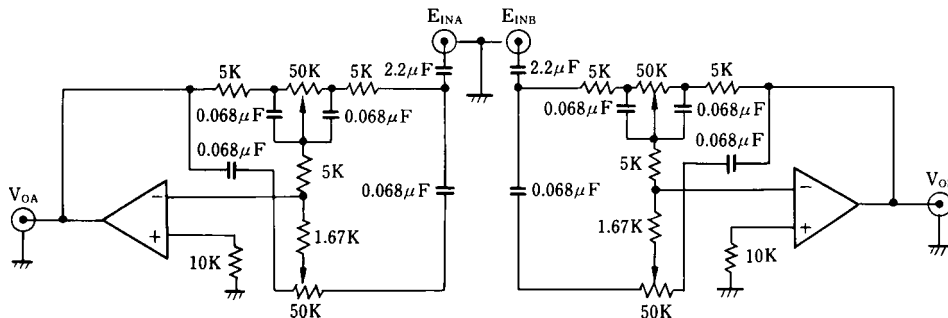 E_INA E_INB
5K 50K 5K 2.2μF 2.2μF 5K 50K 5K
0.068μF 0.068μF 0.068μF 0.068μF
0.068μF 5K 5K 0.068μF
V_OA 0.068μF 0.068μF V_O
− −
+ 1.67K 1.67K +
10K 10K
50K 50K